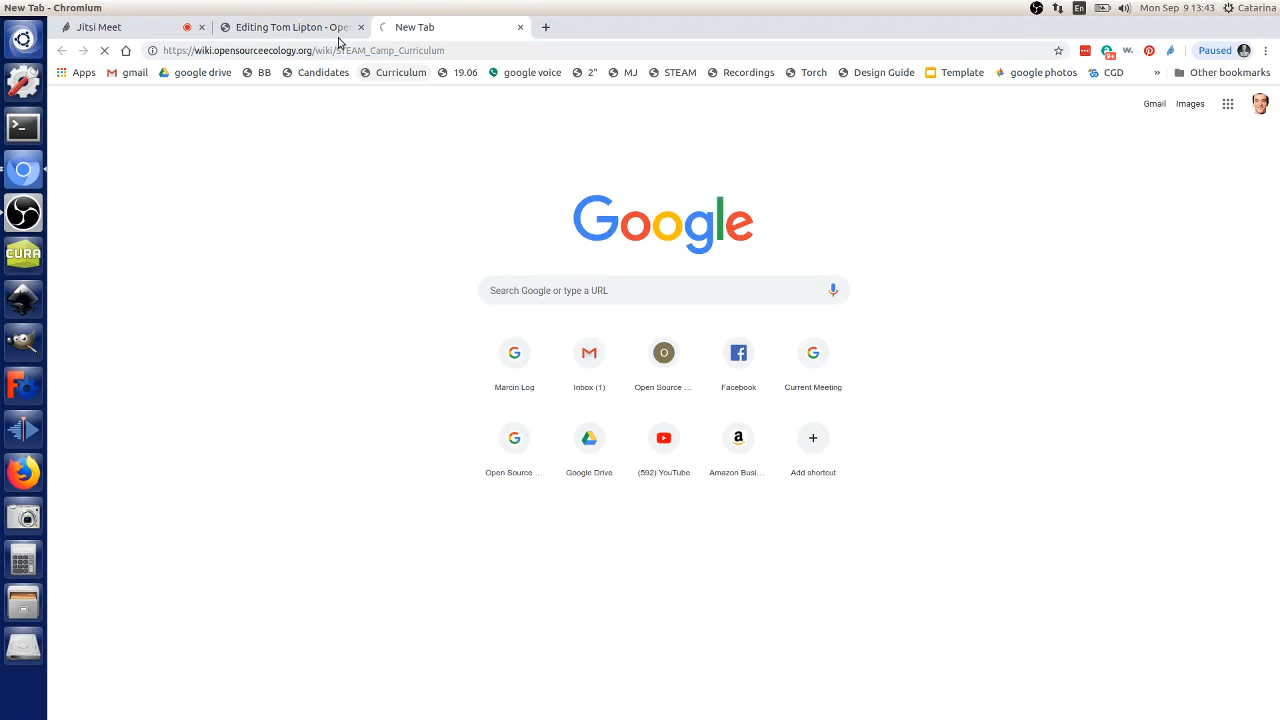 New Tab - Chromium
En
Mon Sep 9 13:43
Catarina
Jitsi Meet
Editing Tom Lipton - Ope
New Tab
https://wiki.opensourceecology.org/wiki/STEAM_Camp_Curriculum
9+
w.
Paused
Apps
gmail
google drive
BB
Candidates
Curriculum
19.06
google voice
2"
MJ
STEAM
Recordings
Torch
Design Guide
Template
google photos
CGD
»
Other bookmarks
Gmail
Images
CURA
Google
Search Google or type a URL
Marcin Log
Inbox (1)
O
Open Source ...
Facebook
Current Meeting
Open Source ...
Google Drive
(592) YouTube
Amazon Busi...
Add shortcut